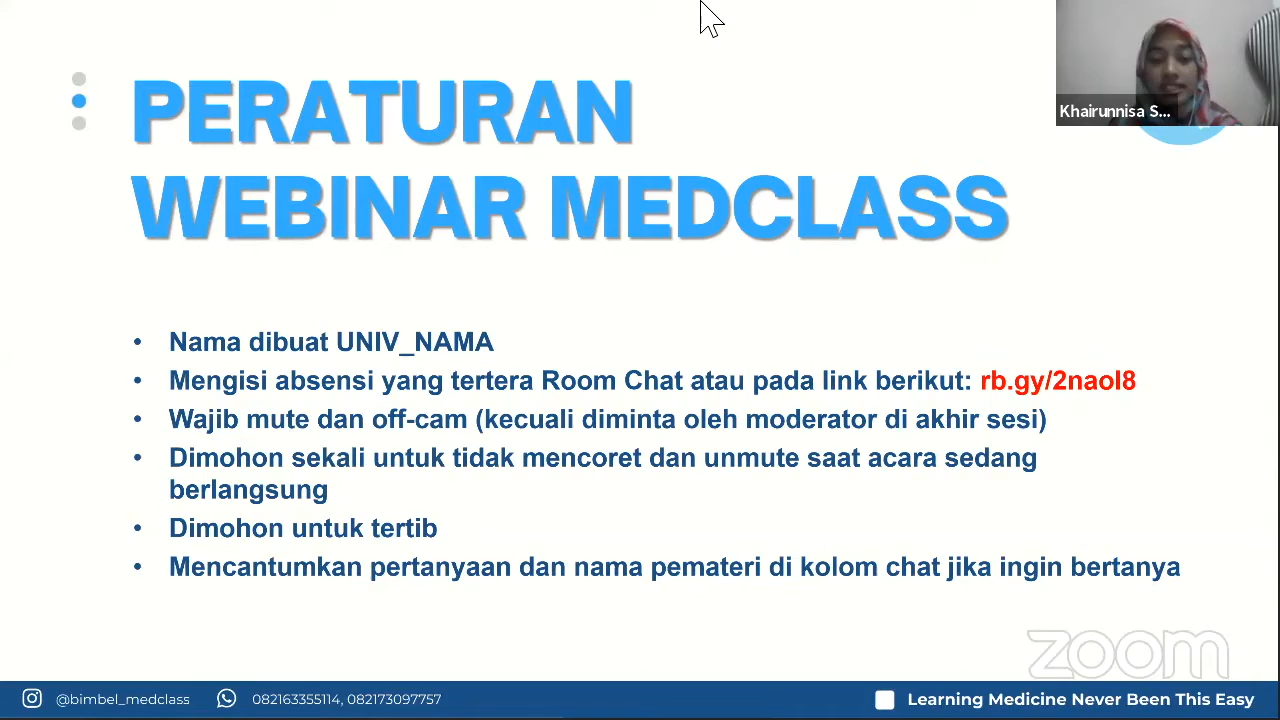 PERATURAN
WEBINAR MEDCLASS
Khairunnisa S...
• Nama dibuat UNIV_NAMA
• Mengisi absensi yang tertera Room Chat atau pada link berikut: rb.gy/2naol8
• Wajib mute dan off-cam (kecuali diminta oleh moderator di akhir sesi)
• Dimohon sekali untuk tidak mencoret dan unmute saat acara sedang
berlangsung
• Dimohon untuk tertib
• Mencantumkan pertanyaan dan nama pemateri di kolom chat jika ingin bertanya
zoom
@bimbel_medclass 082163355114, 082173097757 Learning Medicine Never Been This Easy